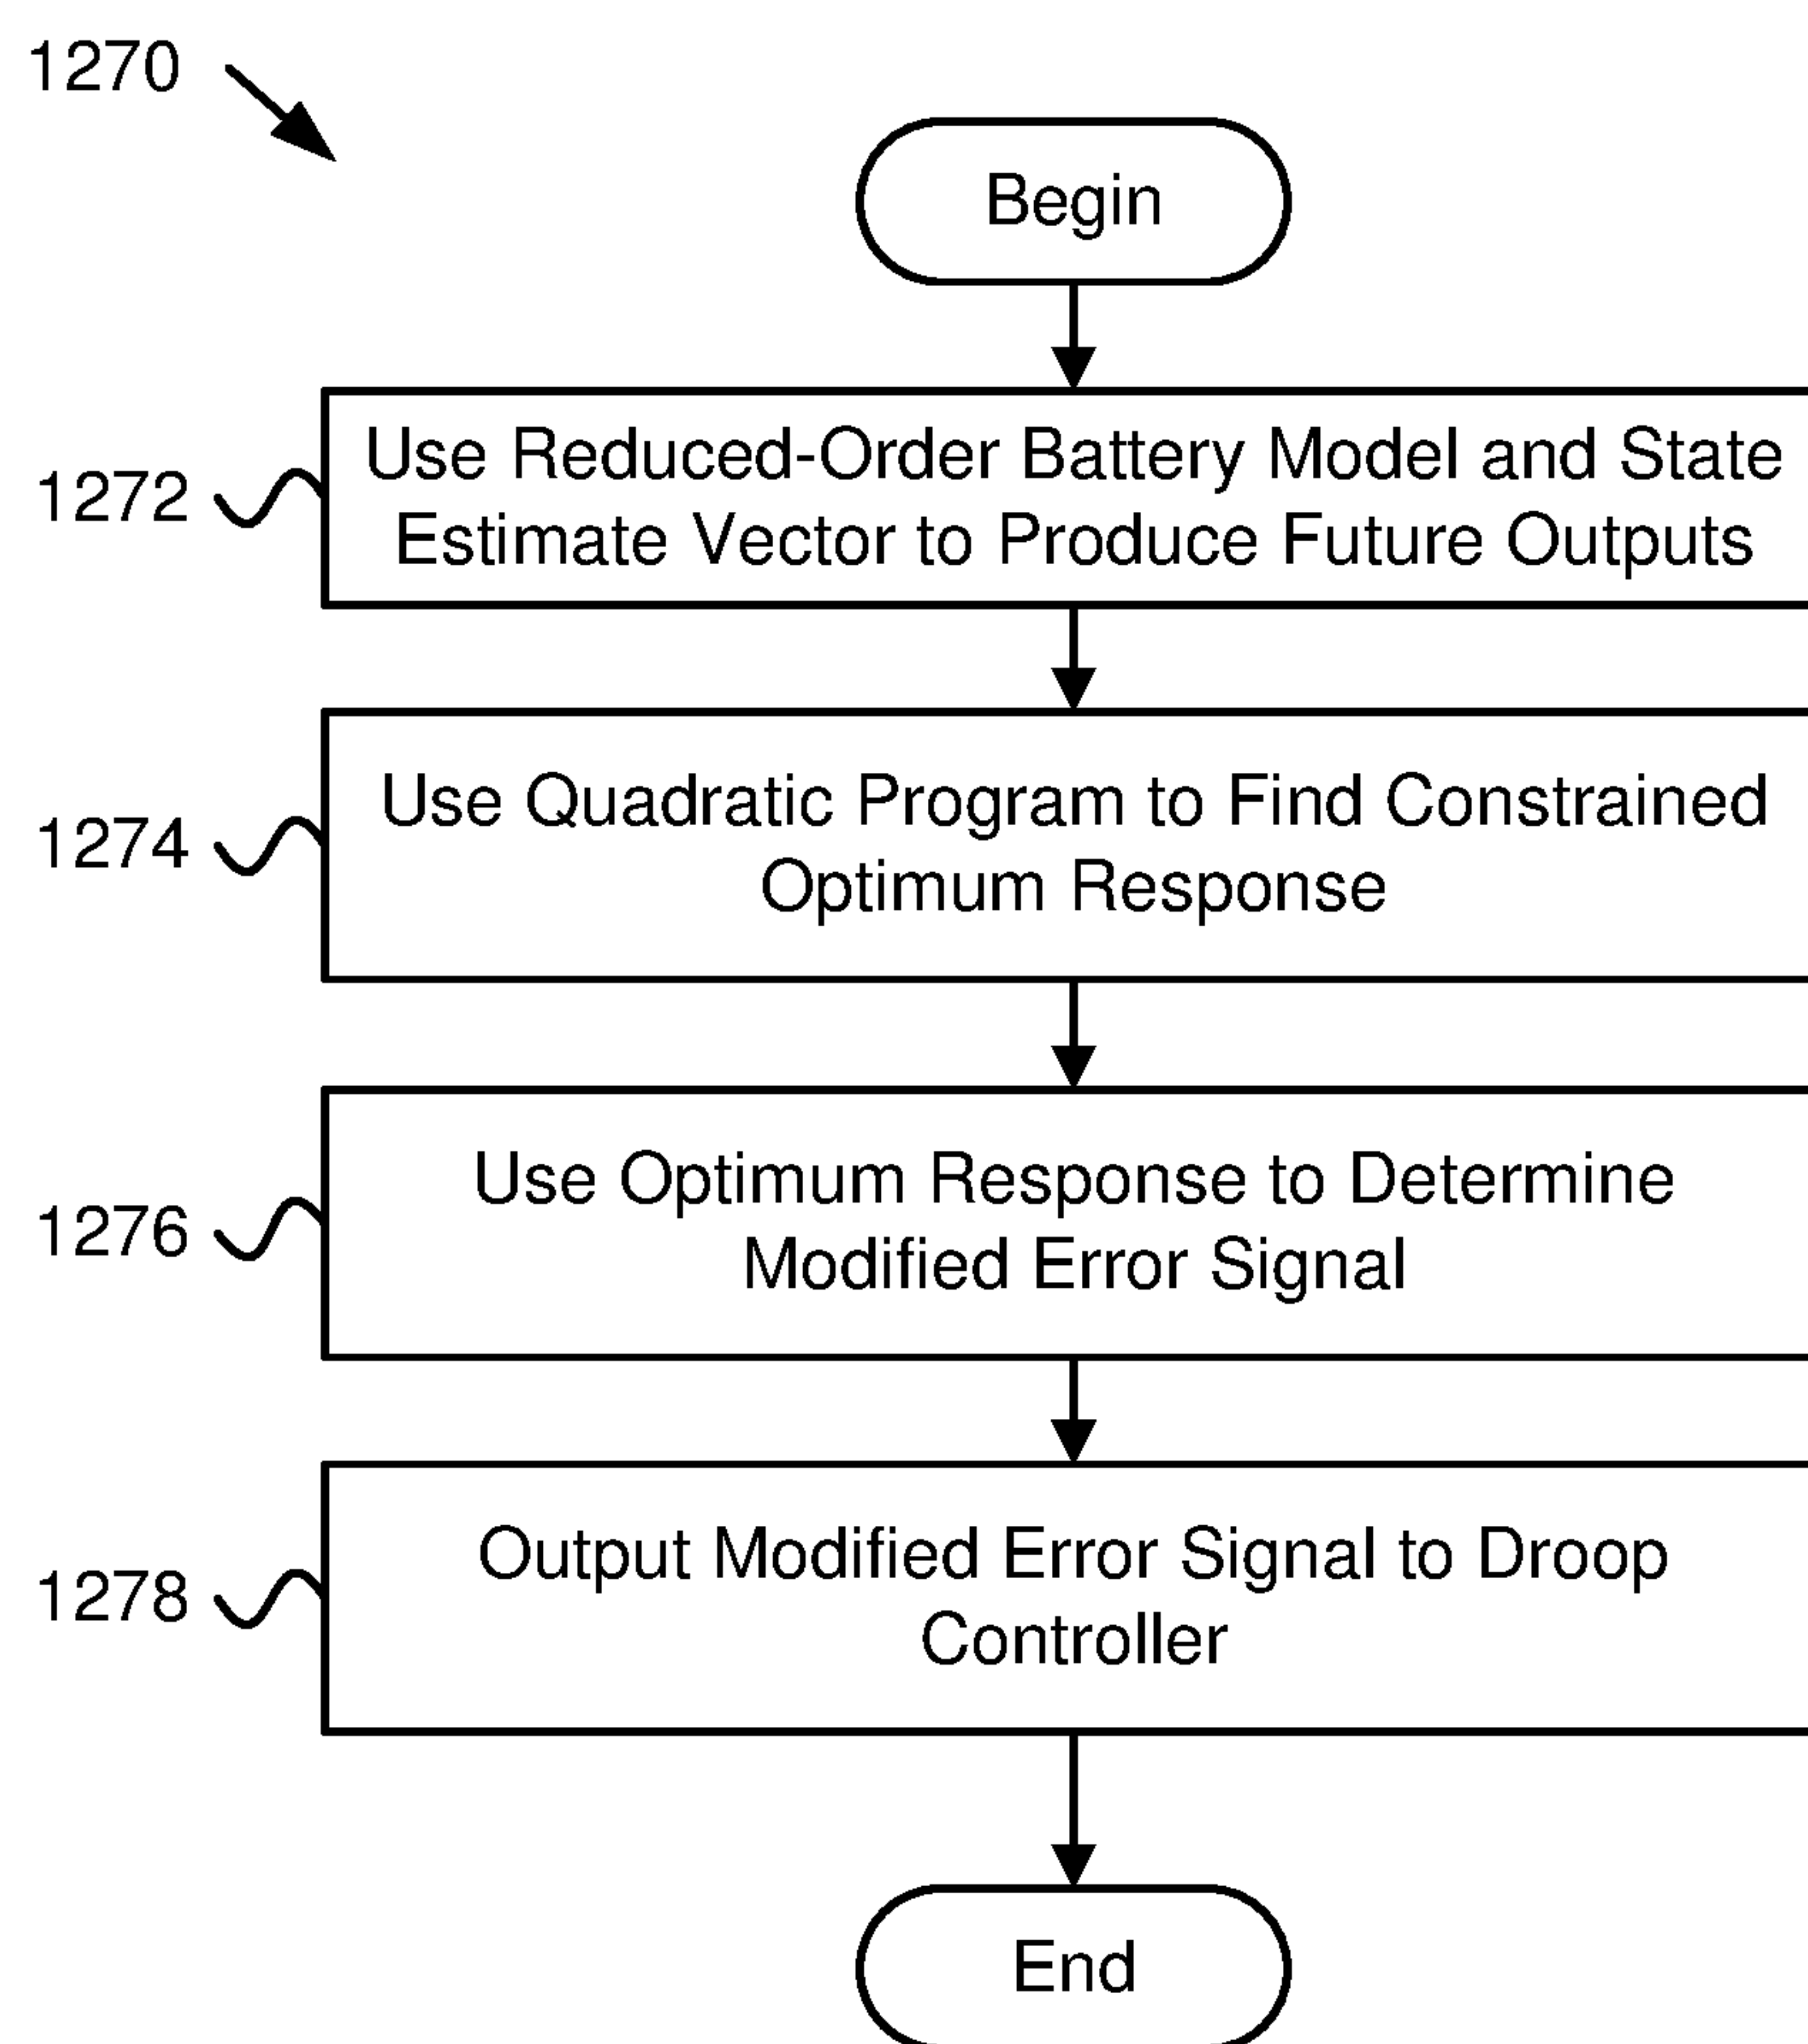 1270
Begin
1272
Use Reduced-Order Battery Model and State
Estimate Vector to Produce Future Outputs
1274
Use Quadratic Program to Find Constrained
Optimum Response
1276
Use Optimum Response to Determine
Modified Error Signal
1278
Output Modified Error Signal to Droop
Controller
End